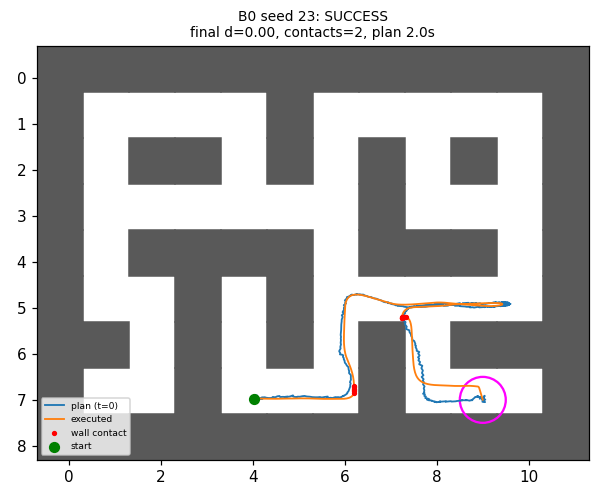 B0 seed 23: SUCCESS
final d=0.00, contacts=2, plan 2.0s
0
1
2
3
4
5
6
7
8
plan (t=0)
executed
wall contact
start
0
2
4
6
8
10